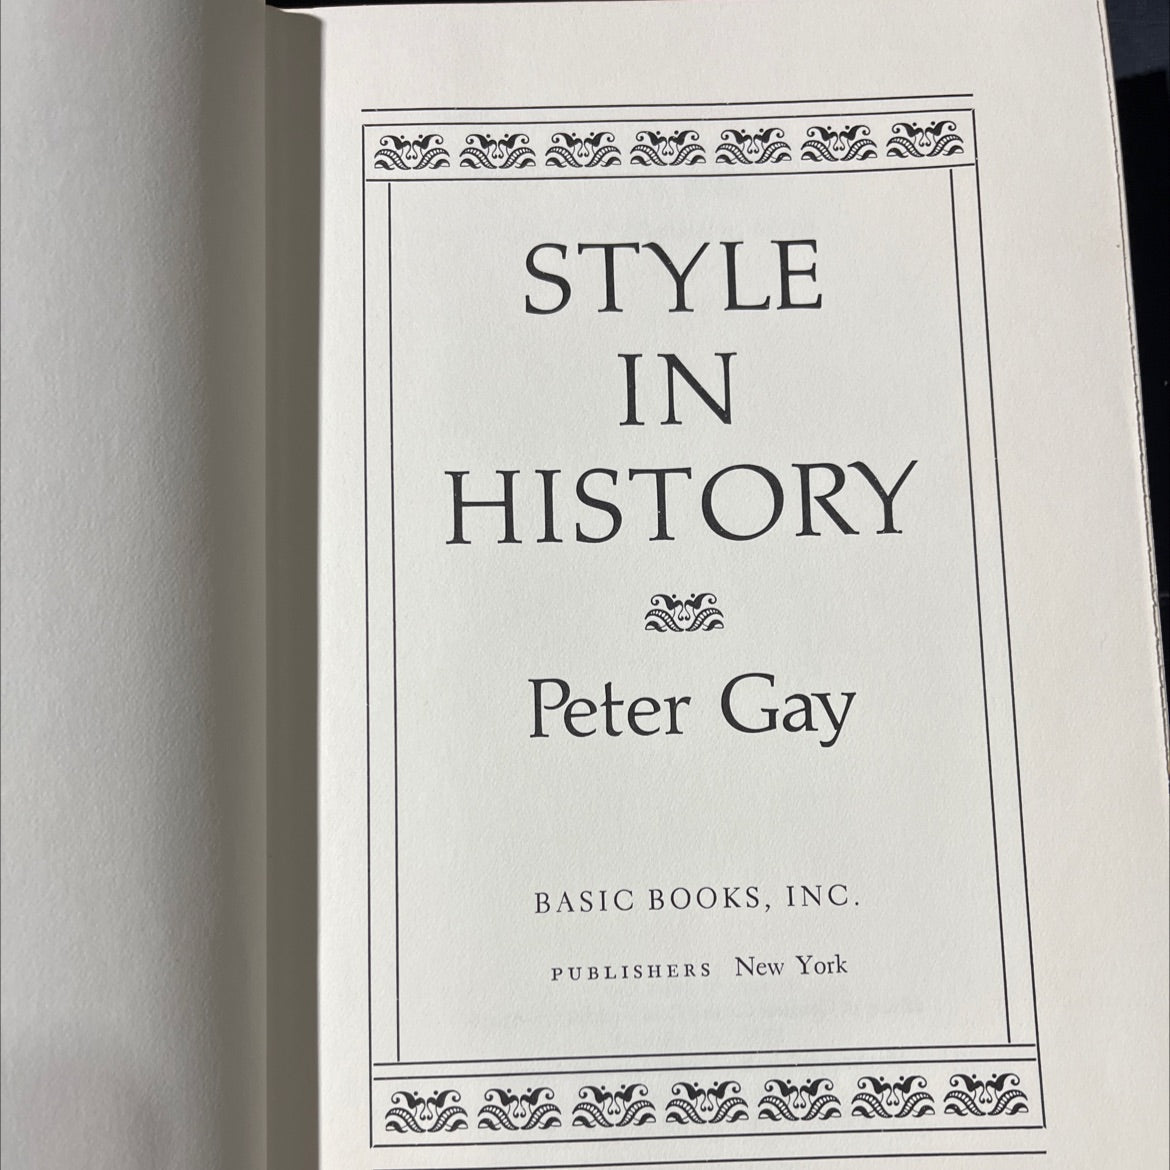 STYLE
IN
HISTORY
Peter Gay
BASIC BOOKS, INC.
PUBLISHERS New York